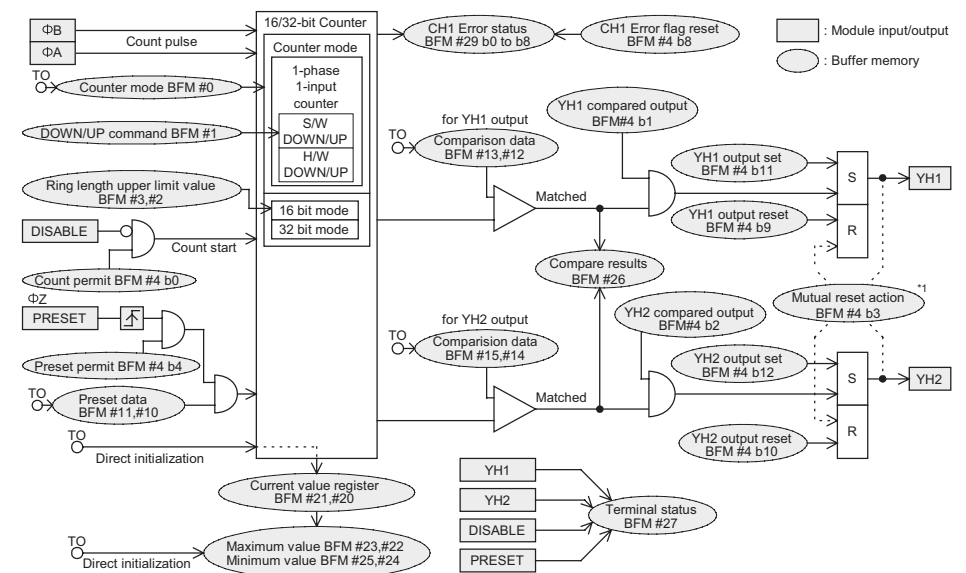 ΦB
ΦA
Count pulse
TO
Counter mode BFM #0
DOWN/UP command BFM #1
Ring length upper limit value
BFM #3,#2
DISABLE
Count start
Count permit BFM #4 b0
ΦZ
PRESET
Preset permit BFM #4 b4
TO
Preset data
BFM #11,#10
TO
Direct initialization
16/32-bit Counter
Counter mode
1-phase
1-input
counter
S/W
DOWN/UP
H/W
DOWN/UP
16 bit mode
32 bit mode
Current value register
BFM #21,#20
TO
Direct initialization
Maximum value BFM #23,#22
Minimum value BFM #25,#24
CH1 Error status
BFM #29 b0 to b8
CH1 Error flag reset
BFM #4 b8
: Module input/output
: Buffer memory
for YH1 output
TO
Comparison data
BFM #13,#12
YH1 compared output
BFM#4 b1
Matched
YH1 output set
BFM #4 b11
YH1 output reset
BFM #4 b9
S
R
YH1
Compare results
BFM #26
Mutual reset action
BFM #4 b3
*1
for YH2 output
TO
Comparision data
BFM #15,#14
YH2 compared output
BFM#4 b2
Matched
YH2 output set
BFM #4 b12
YH2 output reset
BFM #4 b10
S
R
YH2
YH1
YH2
DISABLE
PRESET
Terminal status
BFM #27